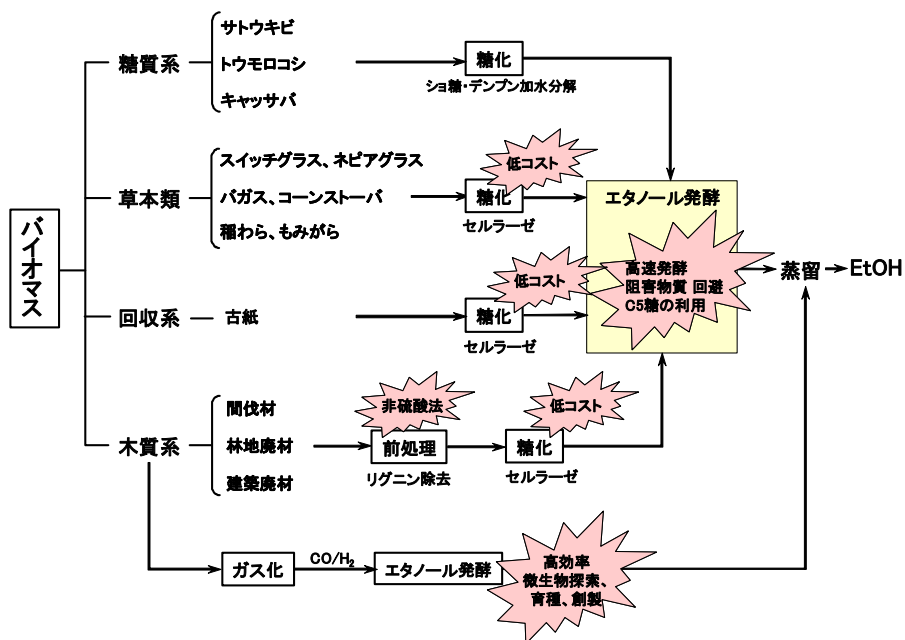 バイオマス
糖質系
サトウキビ
トウモロコシ
キャッサバ
糖化
ショ糖・デンプン加水分解
草本類
スイッチグラス、ネピアグラス
バガス、コーンストーバ
稲わら、もみがら
低コスト
糖化
セルラーゼ
回収系
古紙
低コスト
糖化
セルラーゼ
エタノール発酵
高速発酵
阻害物質 回避
C5糖の利用
蒸留
EtOH
木質系
間伐材
林地廃材
建築廃材
非硫酸法
前処理
リグニン除去
低コスト
糖化
セルラーゼ
ガス化
CO/H₂
エタノール発酵
高効率
微生物探索、
育種、創製